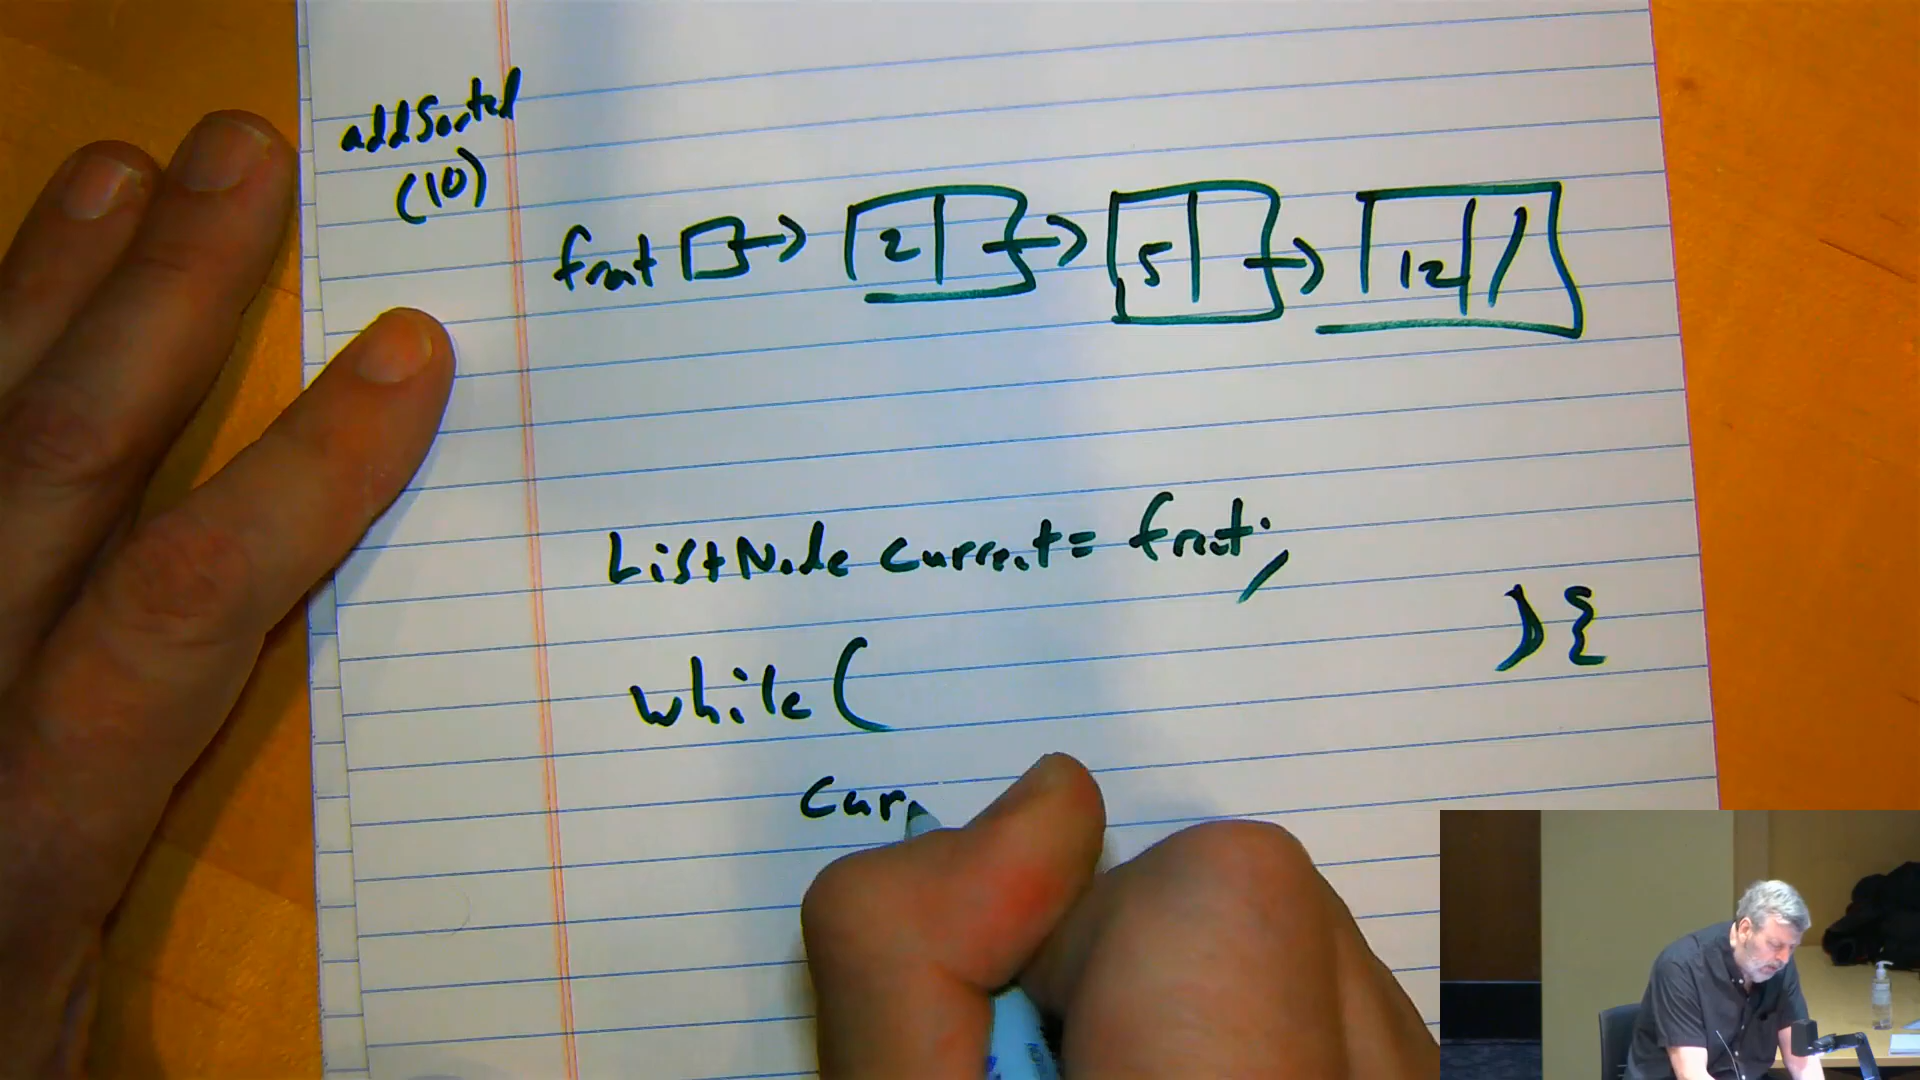 addSorted
(10)
front 2 5 12
ListNode current = front;
while ( ) {
curr